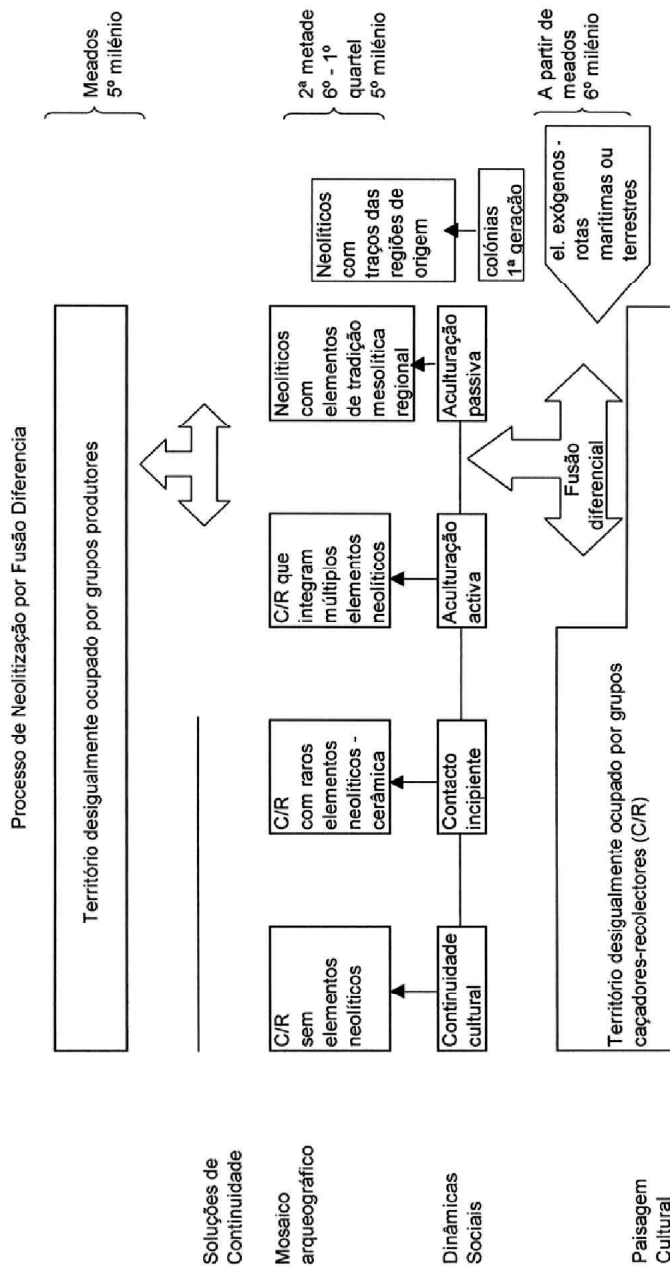 Processo de Neolitização por Fusão Diferencia
Território desigualmente ocupado por grupos produtores
Meados
5º milénio
Soluções de
Continuidade
Mosaico
arqueográfico
C/R
sem
elementos
neolíticos
C/R
com raros
elementos
neolíticos -
cerâmica
C/R que
integram
múltiplos
elementos
neolíticos
Neolíticos
com
elementos
de tradição
mesolítica
regional
Neolíticos
com
traços das
regiões de
origem
2ª metade
6º - 1º
quartel
5º milénio
Dinâmicas
Sociais
Continuidade
cultural
Contacto
incipiente
Aculturação
activa
Aculturação
passiva
colónias
1ª geração
Paisagem
Cultural
Território desigualmente ocupado por grupos
caçadores-recolectores (C/R)
Fusão
diferencial
el. exógenos -
rotas
marítimas ou
terrestres
A partir de
meados
6º milénio